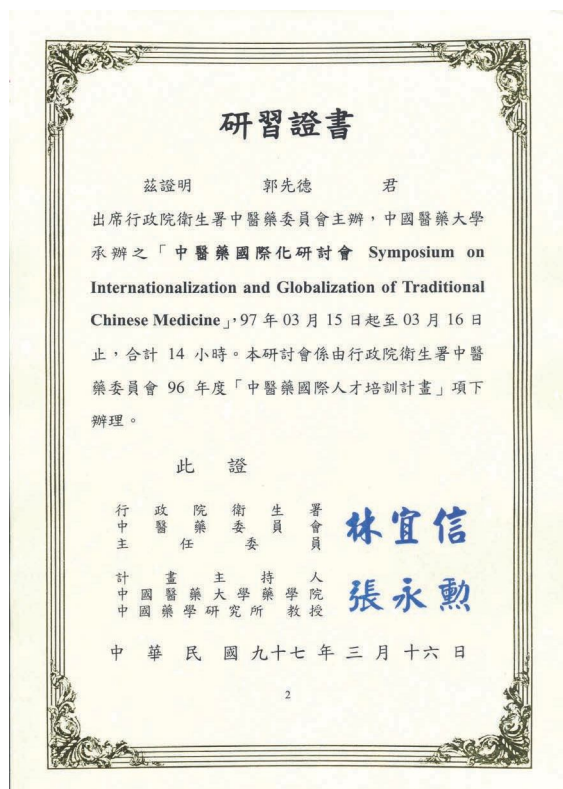 研習證書
茲證明 郭先德 君
出席行政院衛生署中醫藥委員會主辦，中國醫藥大學
承辦之「中醫藥國際化研討會 Symposium on
Internationalization and Globalization of Traditional
Chinese Medicine」，97 年 03 月 15 日起至 03 月 16 日
止，合計 14 小時。本研討會係由行政院衛生署中醫
藥委員會 96 年度「中醫藥國際人才培訓計畫」項下
辦理。
此證
行政院衛生署
中醫藥委員會
主任委員
林宜信
計畫主持人
中國醫藥大學藥學院
中國藥學研究所 教授
張永勳
中華民國九十七年三月十六日
2